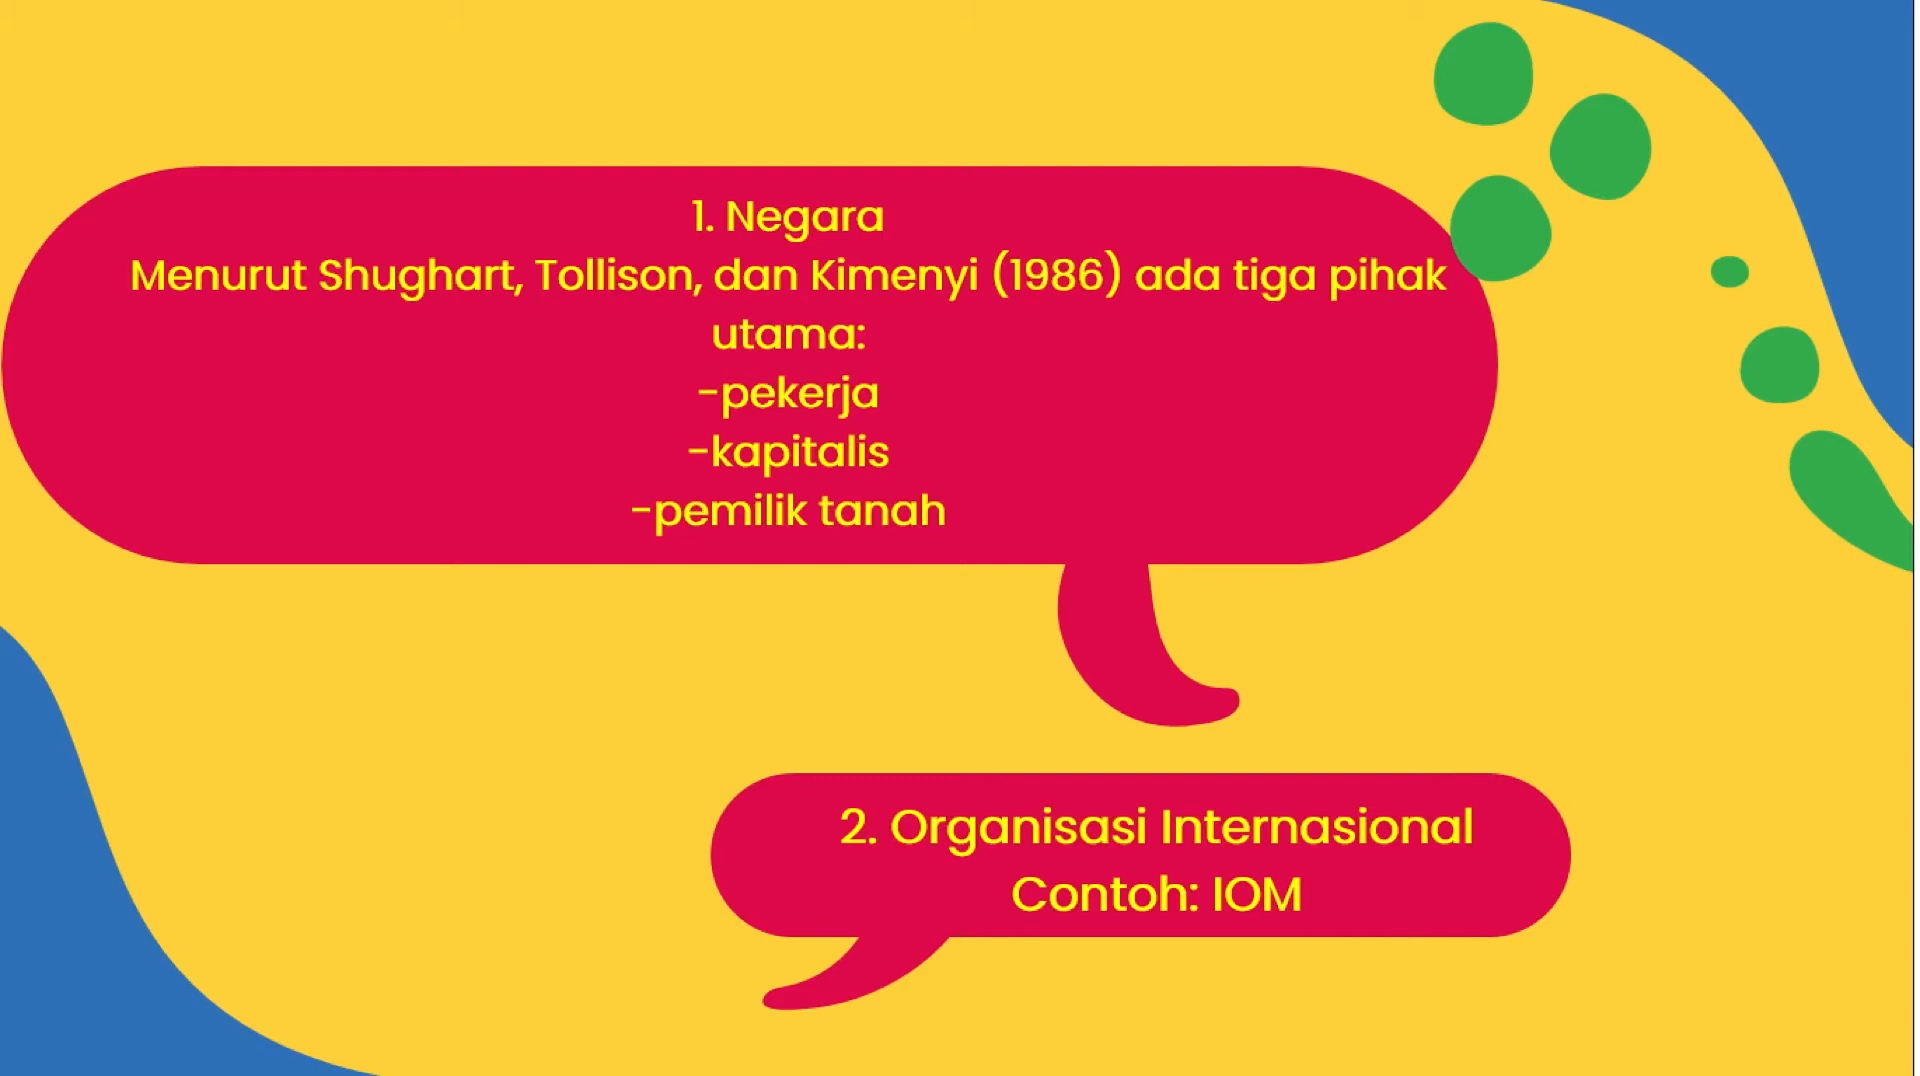 1. Negara
Menurut Shughart, Tollison, dan Kimenyi (1986) ada tiga pihak
utama:
-pekerja
-kapitalis
-pemilik tanah
2. Organisasi Internasional
Contoh: IOM